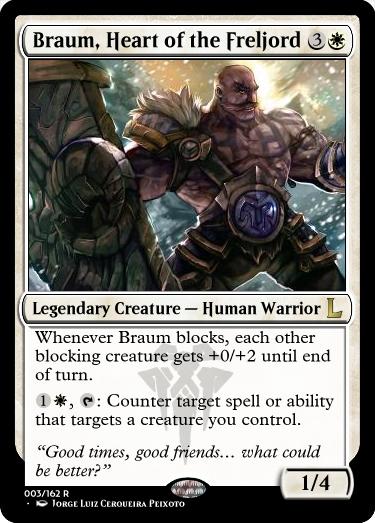 Braum, Heart of the Freljord 3
Legendary Creature — Human Warrior L
Whenever Braum blocks, each other
blocking creature gets +0/+2 until end
of turn.
1, : Counter target spell or ability
that targets a creature you control.
“Good times, good friends... what could
be better?”
1/4
003/162 R
• Jorge Luiz Cerqueira Peixoto